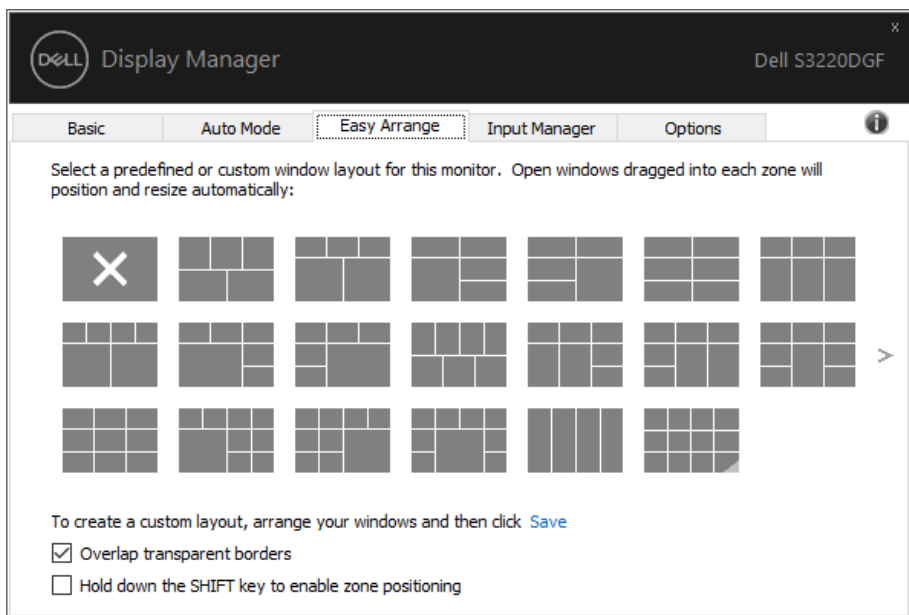 x
DELL Display Manager
Dell S3220DGF
Basic Auto Mode Easy Arrange Input Manager Options
Select a predefined or custom window layout for this monitor. Open windows dragged into each zone will
position and resize automatically:
>
To create a custom layout, arrange your windows and then click Save
Overlap transparent borders
Hold down the SHIFT key to enable zone positioning